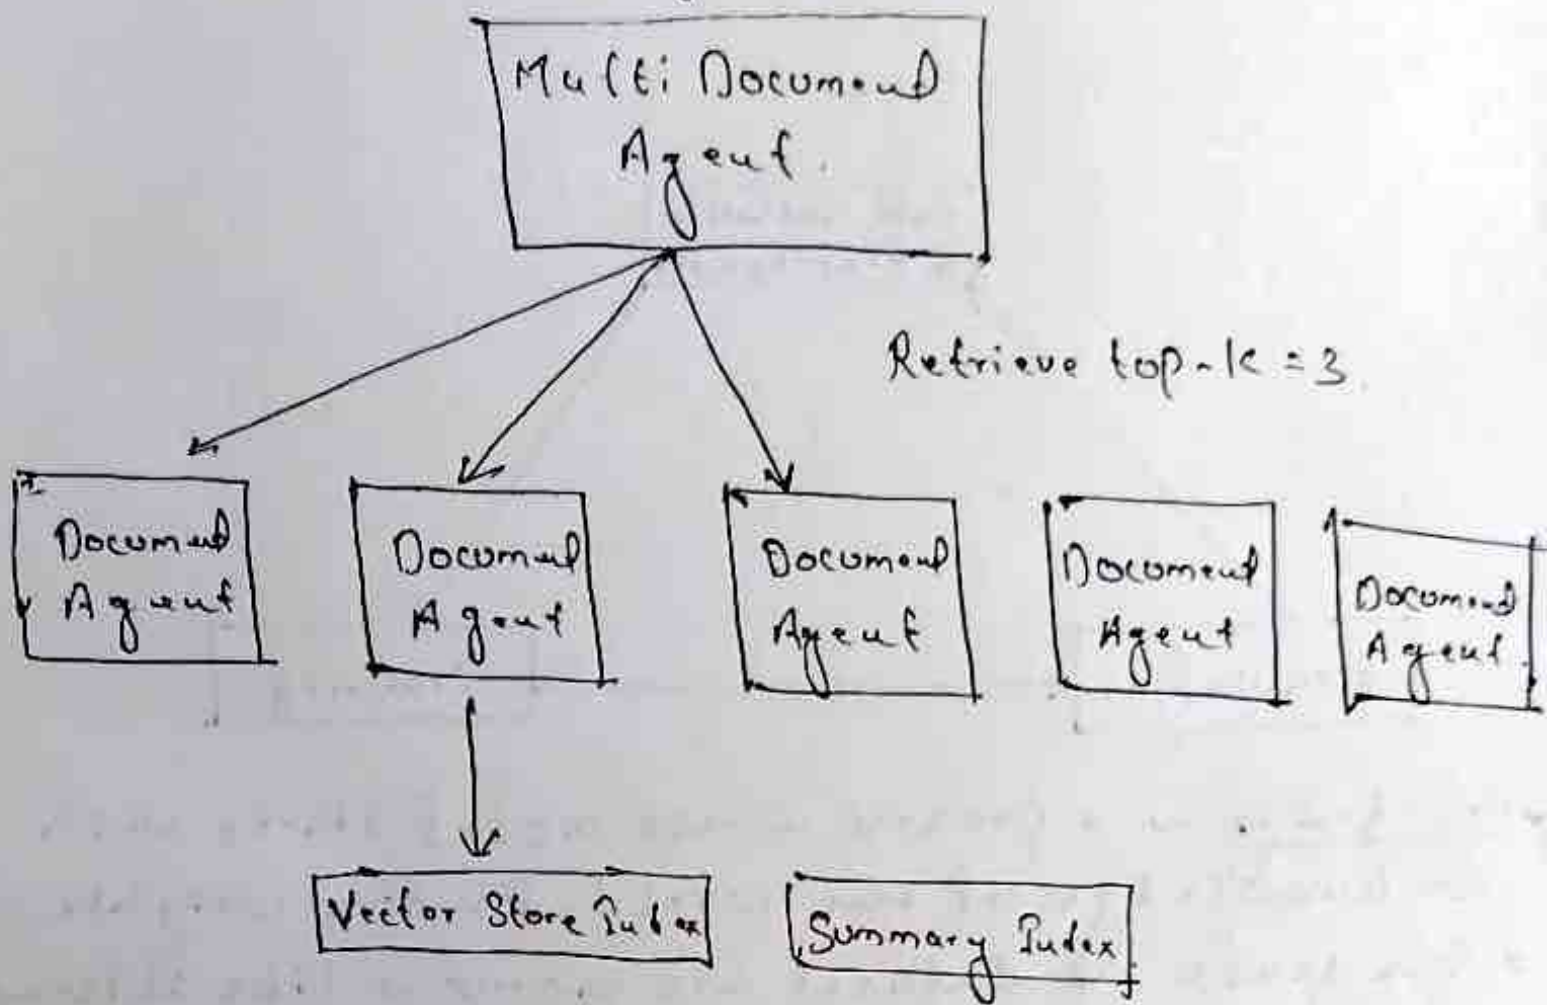 Multi Document
Agent.
Retrieve top-k = 3
Document
Agent
Document
Agent
Document
Agent
Document
Agent
Document
Agent.
Vector Store Index
Summary Index